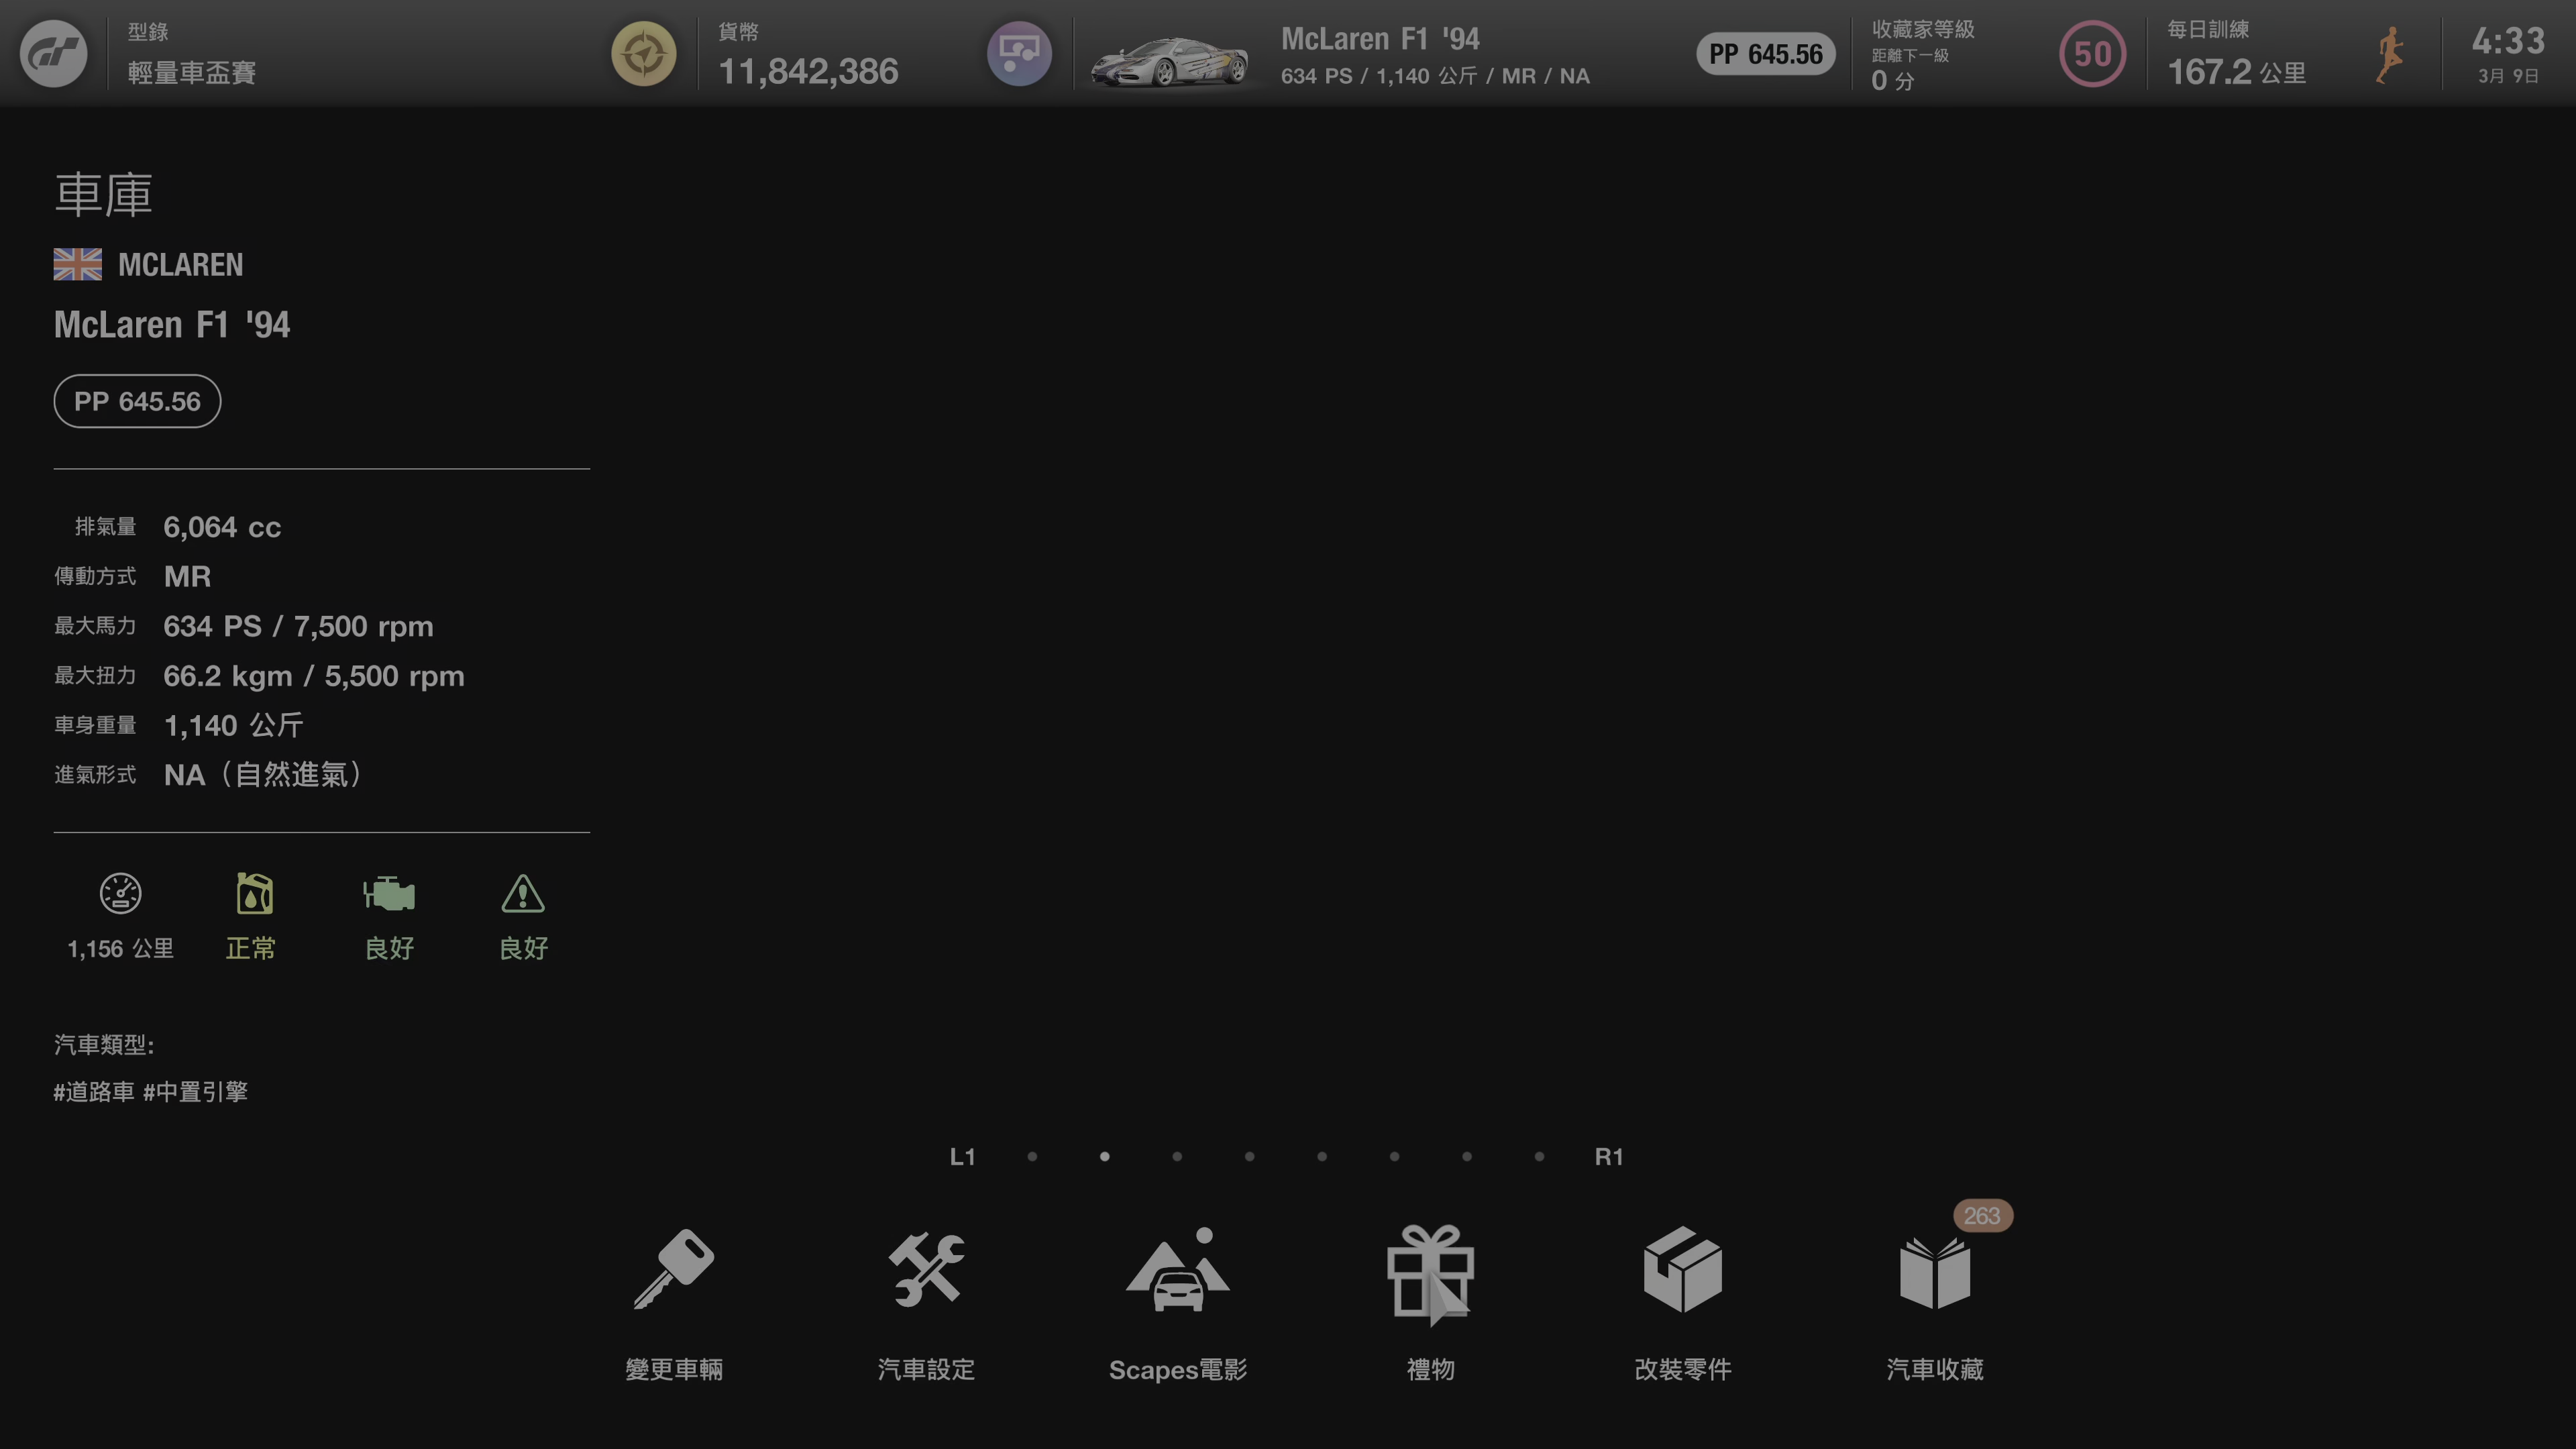 型錄
輕量車盃賽
貨幣
11,842,386
McLaren F1 '94
634 PS / 1,140 公斤 / MR / NA
PP 645.56
收藏家等級
距離下一級
0 分
50
每日訓練
167.2 公里
4:33
3月 9日
車庫
MCLAREN
McLaren F1 '94
PP 645.56
排氣量 6,064 cc
傳動方式 MR
最大馬力 634 PS / 7,500 rpm
最大扭力 66.2 kgm / 5,500 rpm
車身重量 1,140 公斤
進氣形式 NA（自然進氣）
1,156 公里 正常 良好 良好
汽車類型:
#道路車 #中置引擎
L1 R1
263
變更車輛 汽車設定 Scapes電影 禮物 改裝零件 汽車收藏